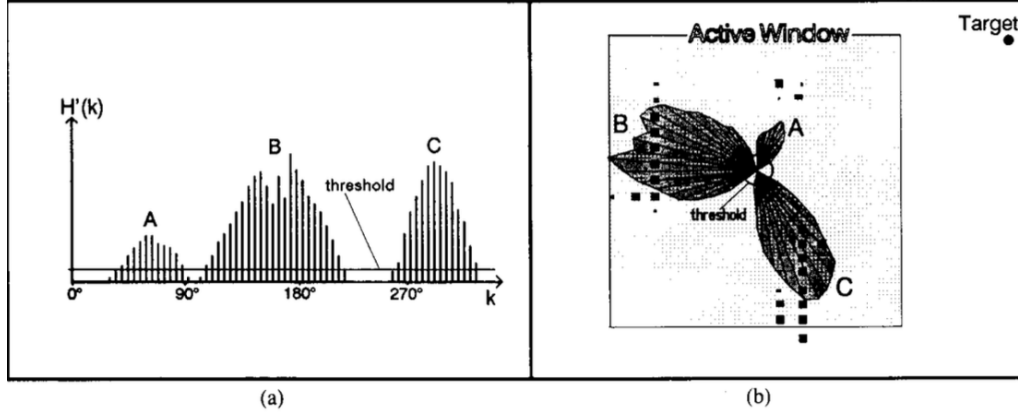 H'(k)
A
B
C
threshold
0°
90°
180°
270°
k
(a)
Active Window
Target
B
A
threshold
C
(b)